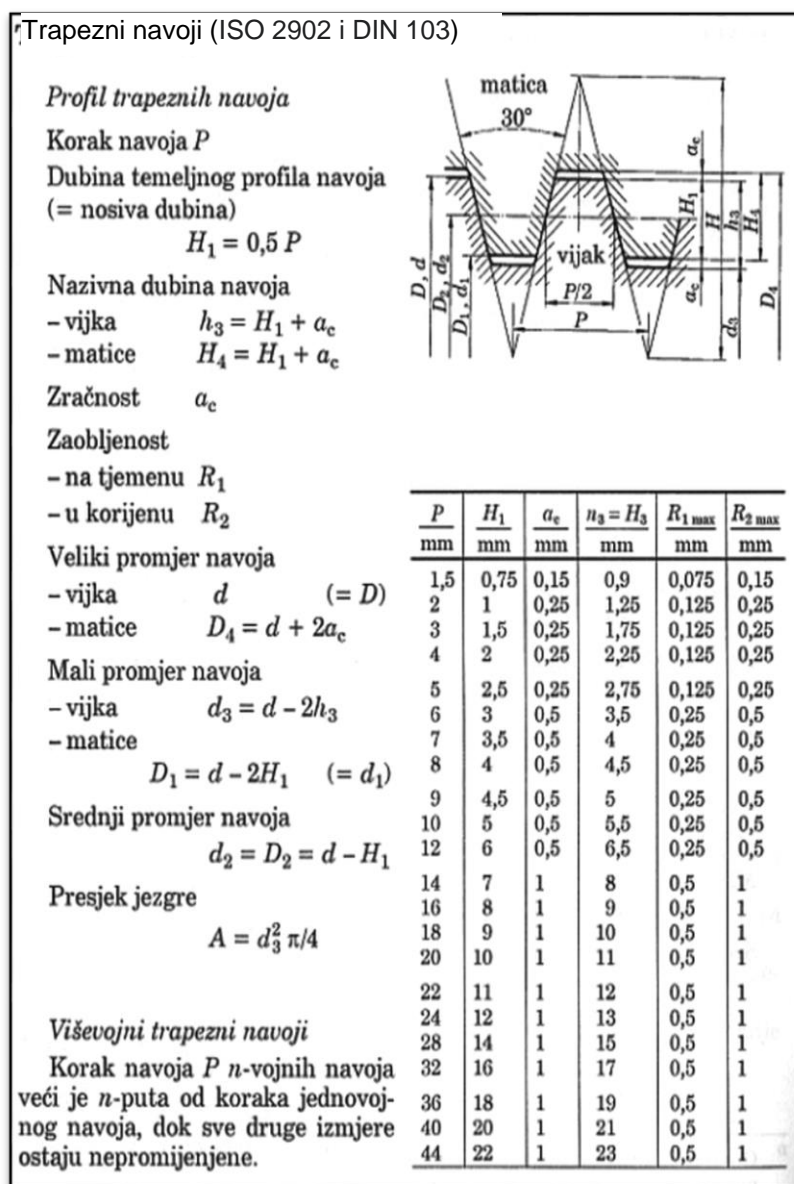 Trapezni navoji (ISO 2902 i DIN 103)
Profil trapeznih navoja
Korak navoja P
Dubina temeljnog profila navoja
(= nosiva dubina)
H₁ = 0,5 P
Nazivna dubina navoja
– vijka h₃ = H₁ + a_c
– matice H₄ = H₁ + a_c
Zračnost a_c
Zaobljenost
– na tjemenu R₁
– u korijenu R₂
Veliki promjer navoja
– vijka d (= D)
– matice D₄ = d + 2a_c
Mali promjer navoja
– vijka d₃ = d – 2h₃
– matice
D₁ = d – 2H₁ (= d₁)
Srednji promjer navoja
d₂ = D₂ = d – H₁
Presjek jezgre
A = d₃² π/4
Viševojni trapezni navoji
Korak navoja P n-vojnih navoja
veći je n-puta od koraka jednovoj-
nog navoja, dok sve druge izmjere
ostaju nepromijenjene.
matica
30°
vijak
P/2
P
D, d
D₂, d₂
D₁, d₁
a_c
H₁
H
h₃
H₄
a_c
d₃
D₄
P H₁ a_c n₃ = H₃ R₁ max R₂ max
mm mm mm mm mm mm
1,5 0,75 0,15 0,9 0,075 0,15
2 1 0,25 1,25 0,125 0,25
3 1,5 0,25 1,75 0,125 0,25
4 2 0,25 2,25 0,125 0,25
5 2,5 0,25 2,75 0,125 0,25
6 3 0,5 3,5 0,25 0,5
7 3,5 0,5 4 0,25 0,5
8 4 0,5 4,5 0,25 0,5
9 4,5 0,5 5 0,25 0,5
10 5 0,5 5,5 0,25 0,5
12 6 0,5 6,5 0,25 0,5
14 7 1 8 0,5 1
16 8 1 9 0,5 1
18 9 1 10 0,5 1
20 10 1 11 0,5 1
22 11 1 12 0,5 1
24 12 1 13 0,5 1
28 14 1 15 0,5 1
32 16 1 17 0,5 1
36 18 1 19 0,5 1
40 20 1 21 0,5 1
44 22 1 23 0,5 1